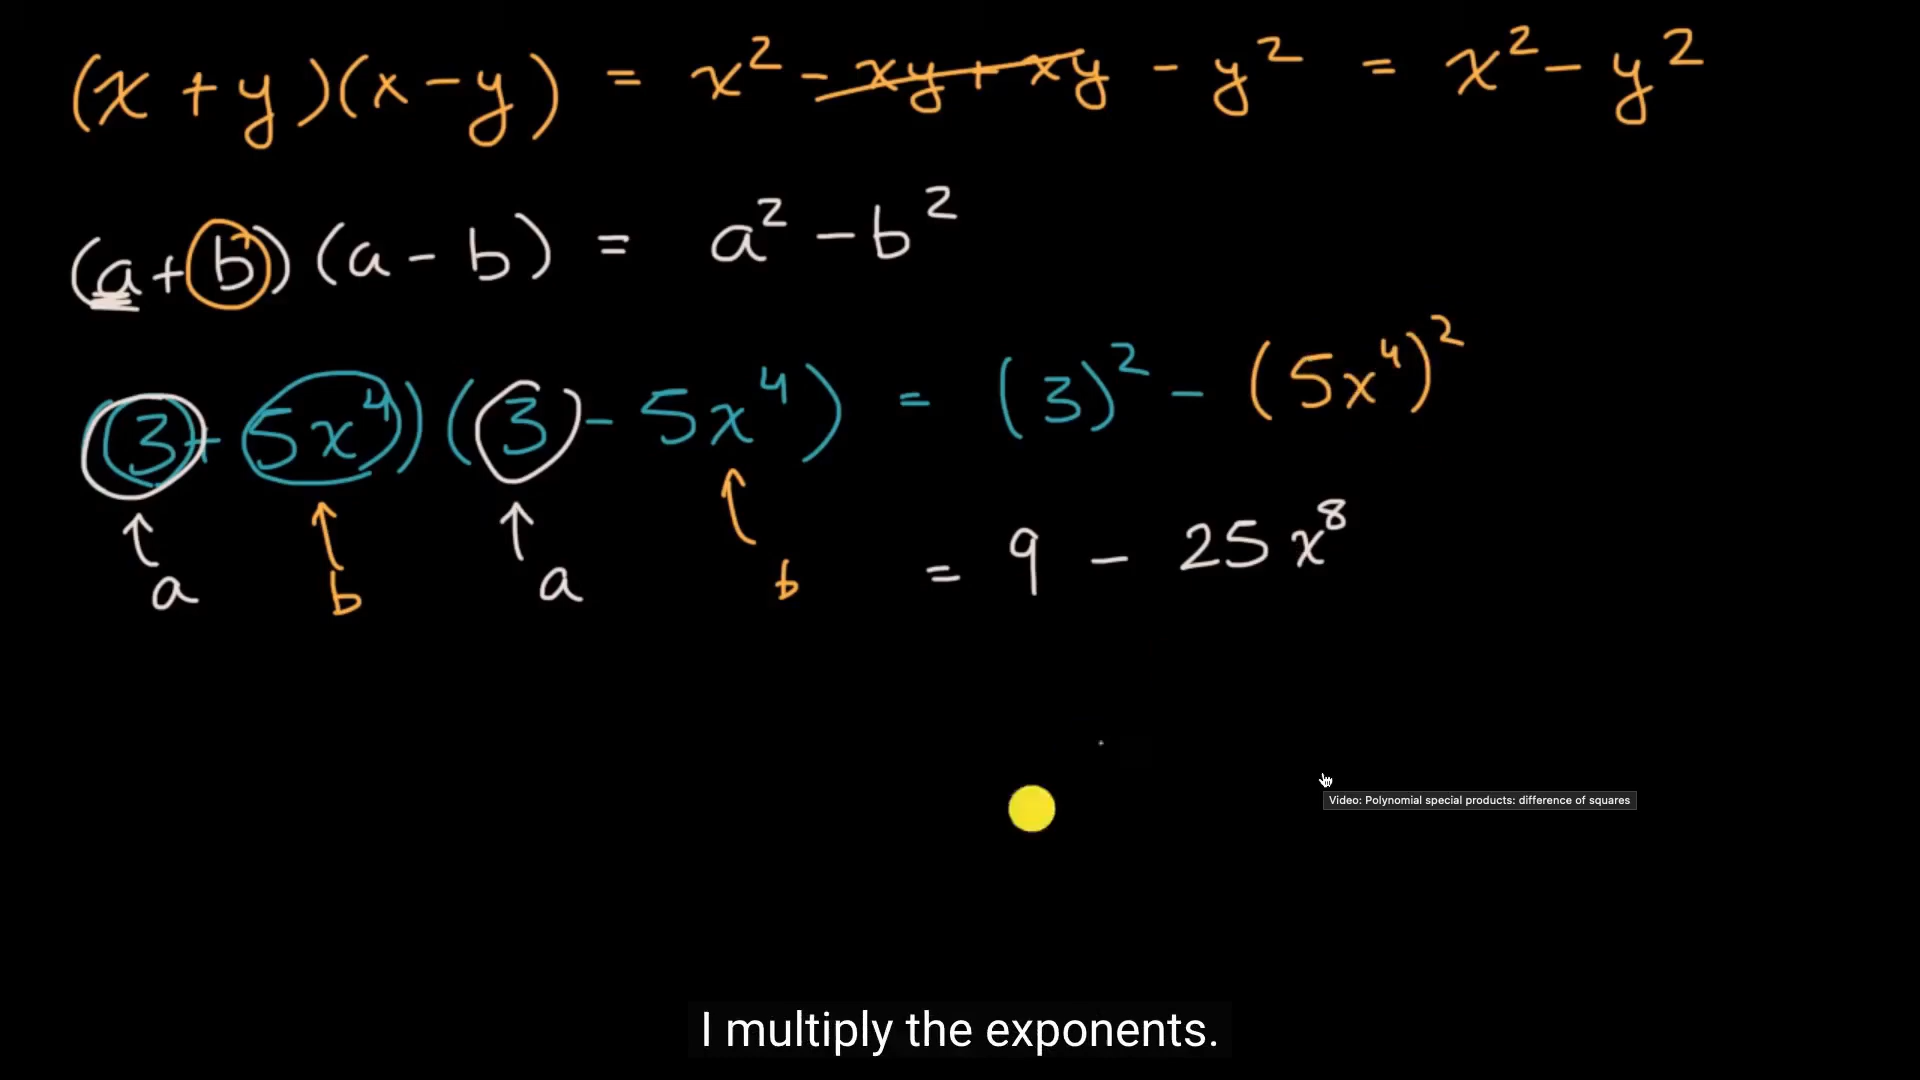 (x + y)(x - y) = x² - xy + xy - y² = x² - y²
(a + b)(a - b) = a² - b²
(3 + 5x⁴)(3 - 5x⁴) = (3)² - (5x⁴)²
a b a b = 9 - 25x⁸
Video: Polynomial special products: difference of squares
I multiply the exponents.